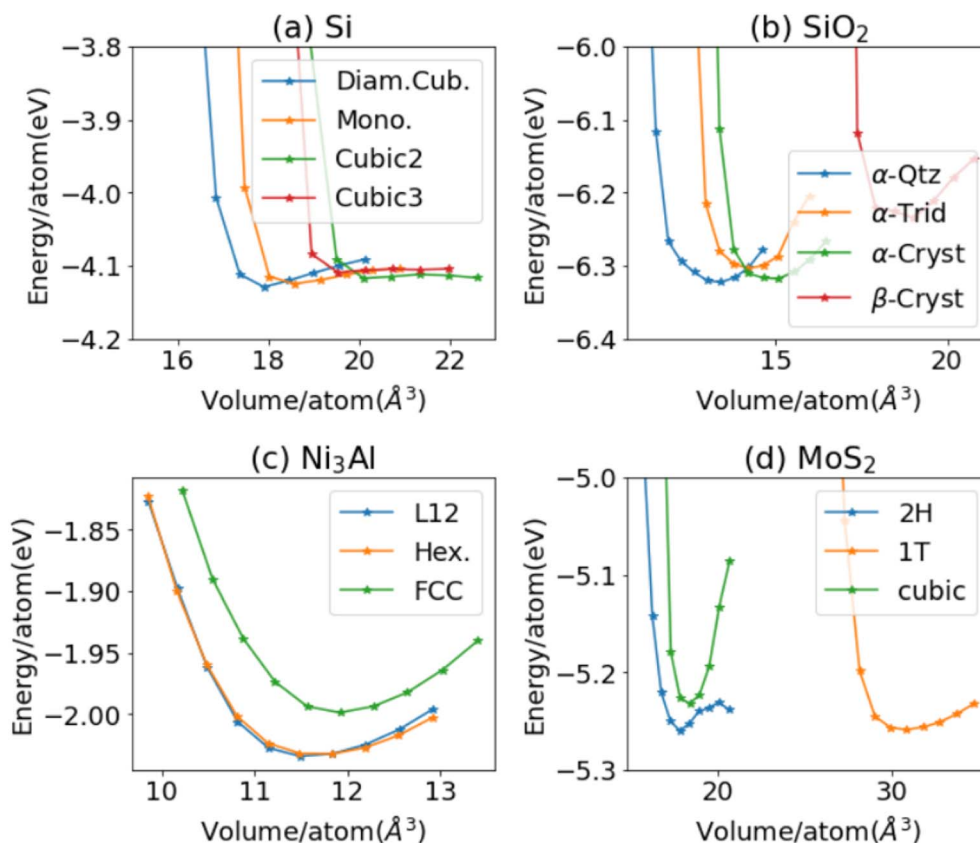 (a) Si
−3.8
−3.9
−4.0
−4.1
−4.2
Energy/atom(eV)
Diam.Cub.
Mono.
Cubic2
Cubic3
16 18 20 22
Volume/atom(Å³)
(b) SiO₂
−6.0
−6.1
−6.2
−6.3
−6.4
Energy/atom(eV)
α-Qtz
α-Trid
α-Cryst
β-Cryst
15 20
Volume/atom(Å³)
(c) Ni₃Al
−1.85
−1.90
−1.95
−2.00
Energy/atom(eV)
L12
Hex.
FCC
10 11 12 13
Volume/atom(Å³)
(d) MoS₂
−5.0
−5.1
−5.2
−5.3
Energy/atom(eV)
2H
1T
cubic
20 30
Volume/atom(Å³)